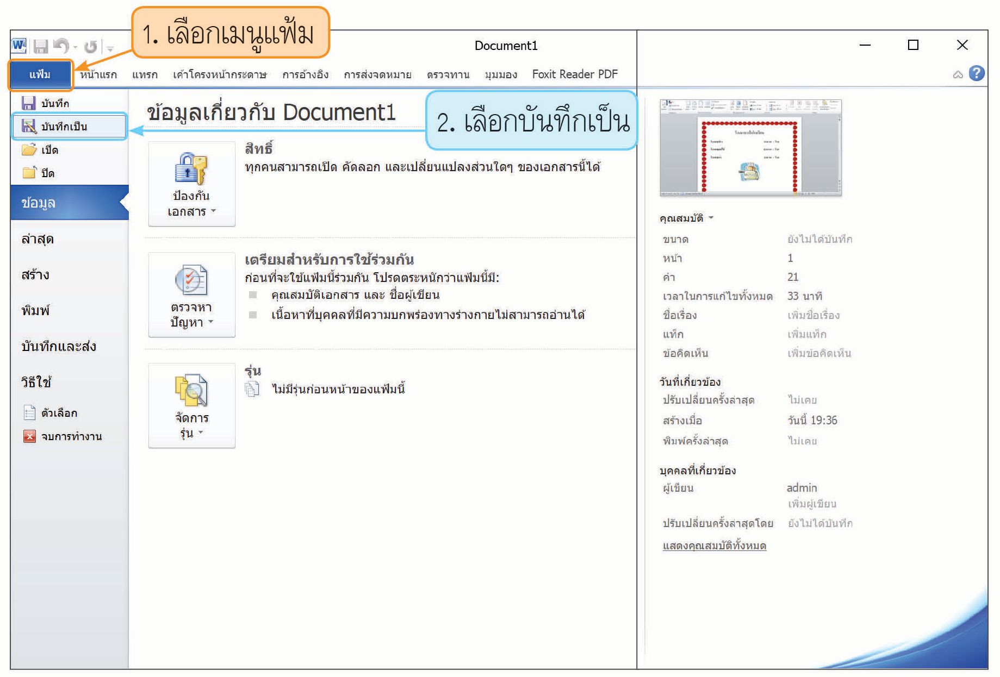 1. เลือกเมนูแฟ้ม
Document1
แฟ้ม หน้าแรก แทรก เค้าโครงหน้ากระดาษ การอ้างอิง การส่งจดหมาย ตรวจทาน มุมมอง Foxit Reader PDF
บันทึก
บันทึกเป็น
เปิด
ปิด
ข้อมูล
ล่าสุด
สร้าง
พิมพ์
บันทึกและส่ง
วิธีใช้
ตัวเลือก
จบการทำงาน
ข้อมูลเกี่ยวกับ Document1
2. เลือกบันทึกเป็น
ป้องกัน
เอกสาร
สิทธิ์
ทุกคนสามารถเปิด คัดลอก และเปลี่ยนแปลงส่วนใดๆ ของเอกสารนี้ได้
ตรวจหา
ปัญหา
เตรียมสำหรับการใช้ร่วมกัน
ก่อนที่จะใช้แฟ้มนี้ร่วมกัน โปรดตระหนักว่าแฟ้มนี้มี:
คุณสมบัติเอกสาร และ ชื่อผู้เขียน
เนื้อหาที่บุคคลที่มีความบกพร่องทางร่างกายไม่สามารถอ่านได้
จัดการ
รุ่น
รุ่น
ไม่มีรุ่นก่อนหน้าของแฟ้มนี้
คุณสมบัติ
ขนาด ยังไม่ได้บันทึก
หน้า 1
คำ 21
เวลาในการแก้ไขทั้งหมด 33 นาที
ชื่อเรื่อง เพิ่มชื่อเรื่อง
แท็ก เพิ่มแท็ก
ข้อคิดเห็น เพิ่มข้อคิดเห็น
วันที่เกี่ยวข้อง
ปรับเปลี่ยนครั้งล่าสุด ไม่เคย
สร้างเมื่อ วันนี้ 19:36
พิมพ์ครั้งล่าสุด ไม่เคย
บุคคลที่เกี่ยวข้อง
ผู้เขียน admin
เพิ่มผู้เขียน
ปรับเปลี่ยนครั้งล่าสุดโดย ยังไม่ได้บันทึก
แสดงคุณสมบัติทั้งหมด